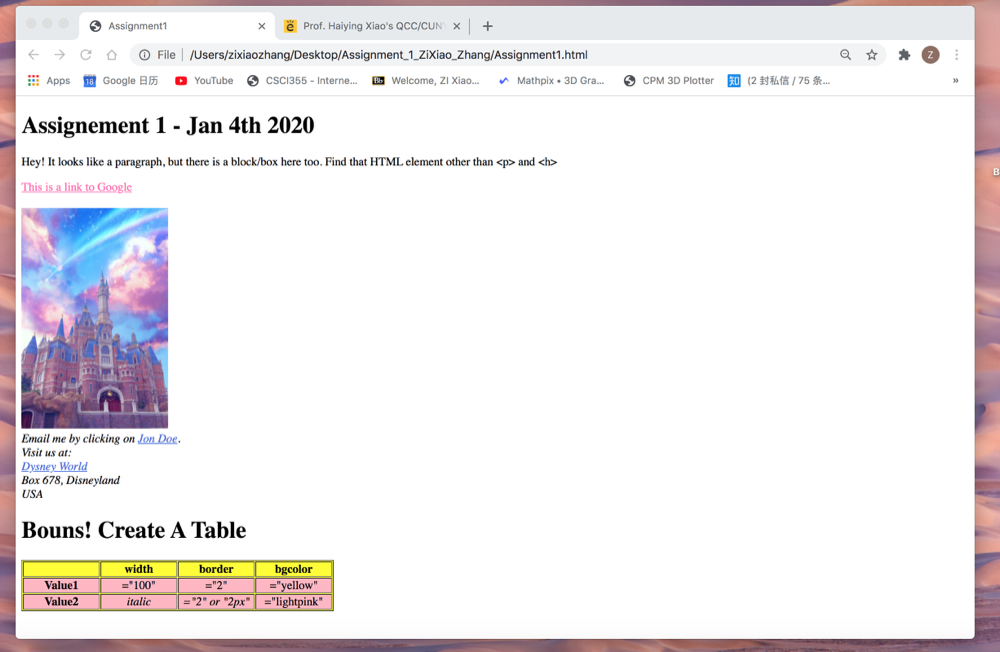 Assignment1
Prof. Haiying Xiao's QCC/CUN
File | /Users/zixiaozhang/Desktop/Assignment_1_ZiXiao_Zhang/Assignment1.html
Z
Apps
18 Google 日历
YouTube
CSCI355 - Interne...
Bb Welcome, ZI Xiao...
Mathpix • 3D Gra...
CPM 3D Plotter
知 (2 封私信 / 75 条...
»
Assignement 1 - Jan 4th 2020
Hey! It looks like a paragraph, but there is a block/box here too. Find that HTML element other than <p> and <h>
This is a link to Google
Email me by clicking on Jon Doe.
Visit us at:
Dysney World
Box 678, Disneyland
USA
Bouns! Create A Table
width border bgcolor
Value1 ="100" ="2" ="yellow"
Value2 italic ="2" or "2px" ="lightpink"
B